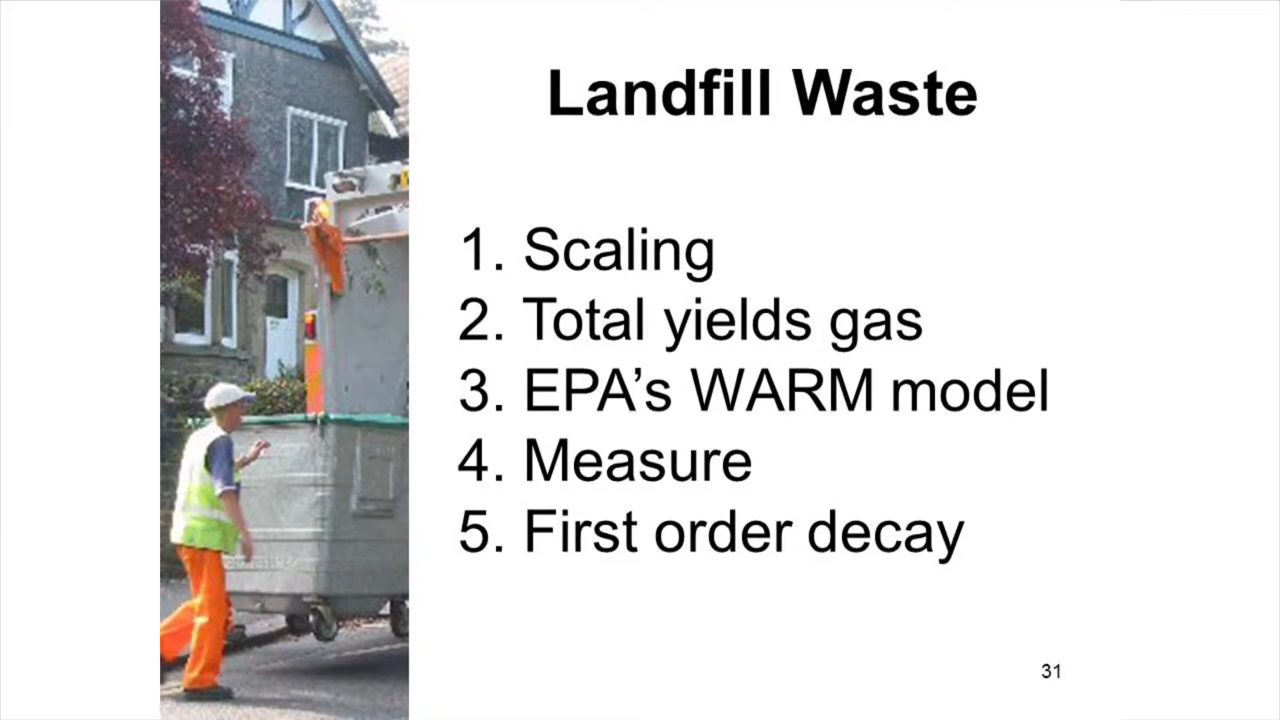 Landfill Waste
1. Scaling
2. Total yields gas
3. EPA’s WARM model
4. Measure
5. First order decay
31